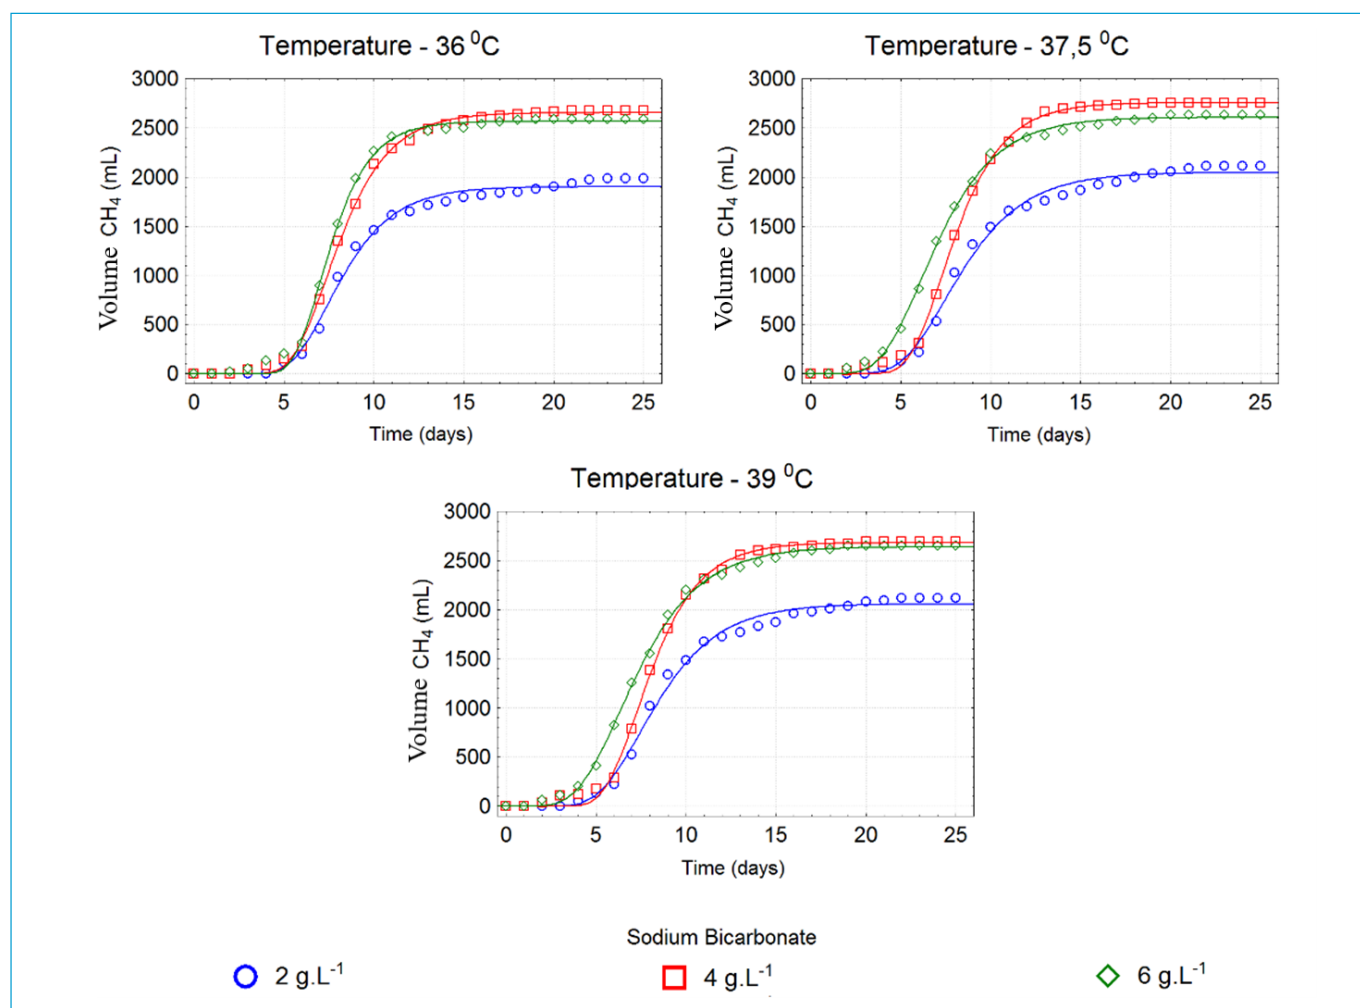 Temperature - 36 ⁰C
3000
2500
2000
1500
1000
500
0
Volume CH₄ (mL)
0 5 10 15 20 25
Time (days)
Temperature - 37,5 ⁰C
3000
2500
2000
1500
1000
500
0
Volume CH₄ (mL)
0 5 10 15 20 25
Time (days)
Temperature - 39 ⁰C
3000
2500
2000
1500
1000
500
0
Volume CH₄ (mL)
0 5 10 15 20 25
Time (days)
Sodium Bicarbonate
2 g.L⁻¹ 4 g.L⁻¹ 6 g.L⁻¹